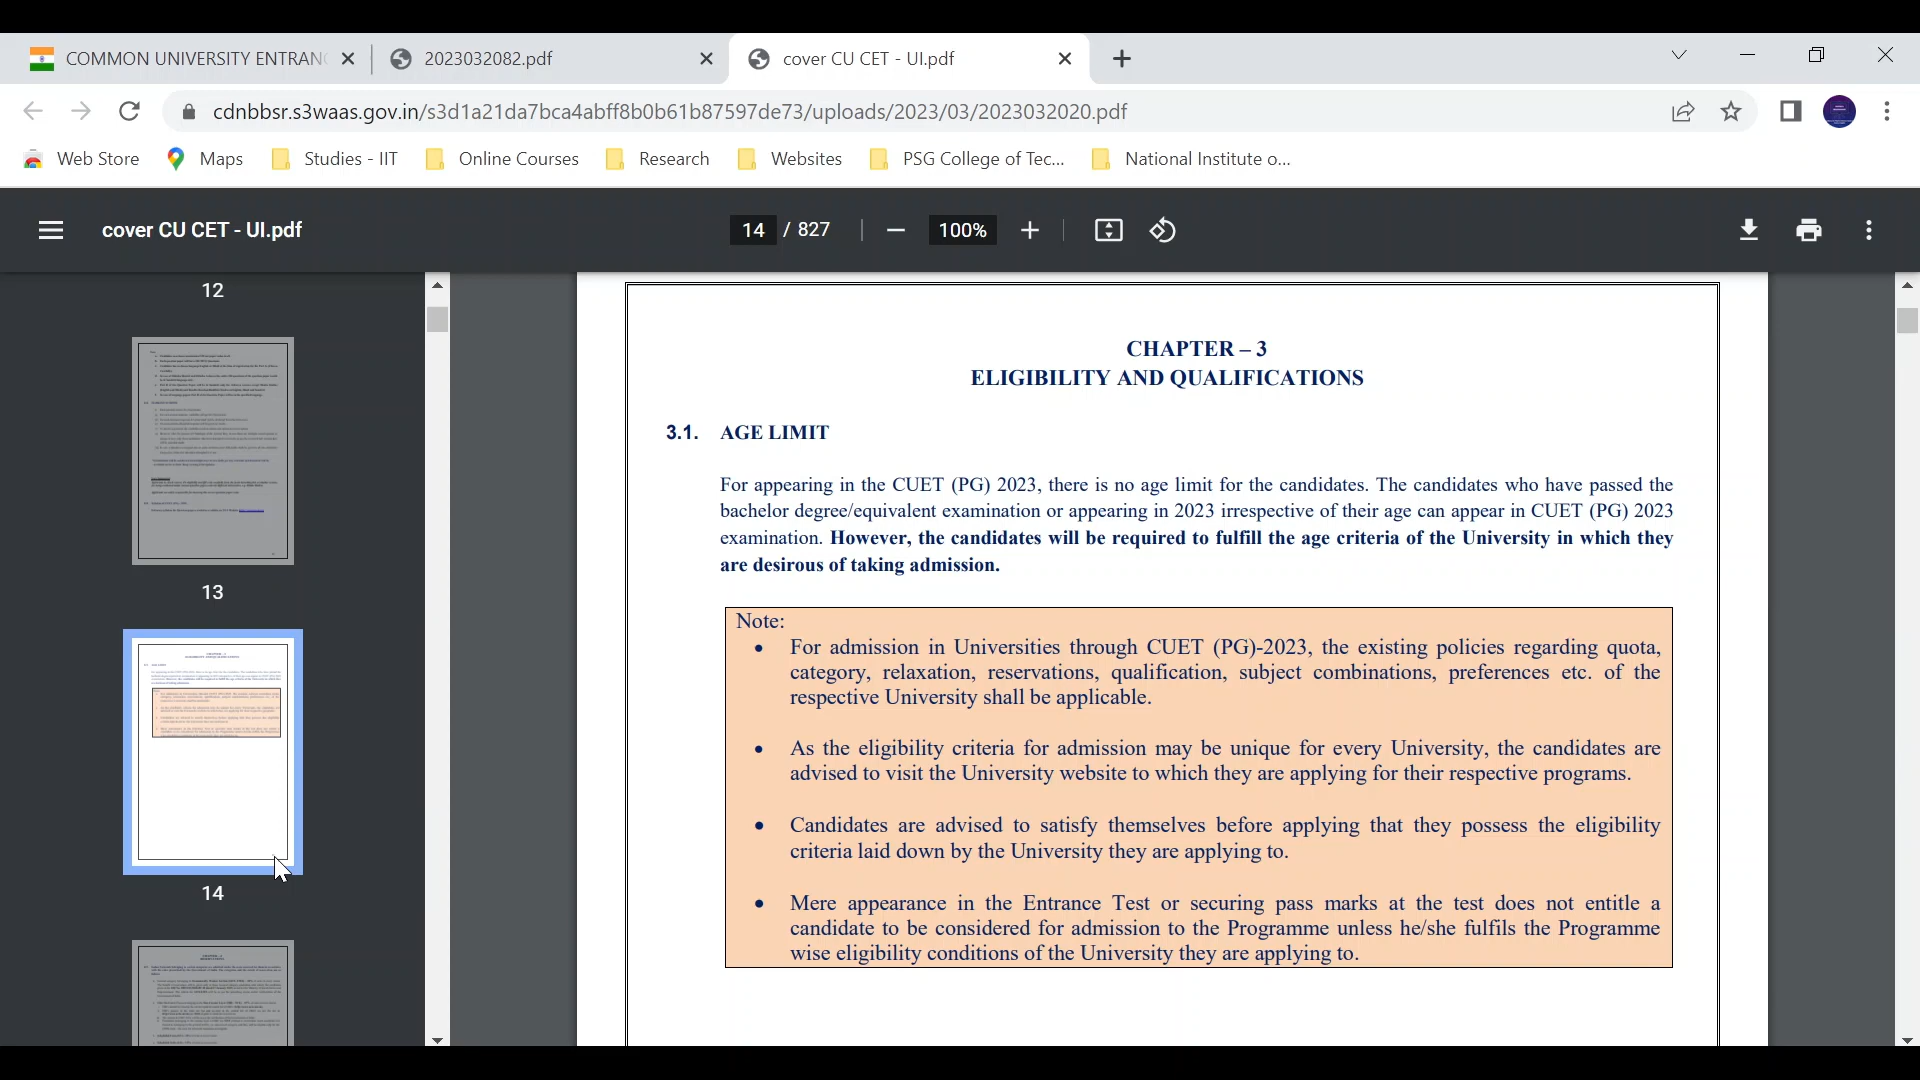 COMMON UNIVERSITY ENTRAN
2023032082.pdf
cover CU CET - UI.pdf
cdnbbsr.s3waas.gov.in/s3d1a21da7bca4abff8b0b61b87597de73/uploads/2023/03/2023032020.pdf
Web Store
Maps
Studies - IIT
Online Courses
Research
Websites
PSG College of Tec...
National Institute o...
cover CU CET - UI.pdf
14 / 827
100%
12
13
14
CHAPTER – 3
ELIGIBILITY AND QUALIFICATIONS
3.1. AGE LIMIT
For appearing in the CUET (PG) 2023, there is no age limit for the candidates. The candidates who have passed the
bachelor degree/equivalent examination or appearing in 2023 irrespective of their age can appear in CUET (PG) 2023
examination. However, the candidates will be required to fulfill the age criteria of the University in which they
are desirous of taking admission.
Note:
• For admission in Universities through CUET (PG)-2023, the existing policies regarding quota,
category, relaxation, reservations, qualification, subject combinations, preferences etc. of the
respective University shall be applicable.
• As the eligibility criteria for admission may be unique for every University, the candidates are
advised to visit the University website to which they are applying for their respective programs.
• Candidates are advised to satisfy themselves before applying that they possess the eligibility
criteria laid down by the University they are applying to.
• Mere appearance in the Entrance Test or securing pass marks at the test does not entitle a
candidate to be considered for admission to the Programme unless he/she fulfils the Programme
wise eligibility conditions of the University they are applying to.